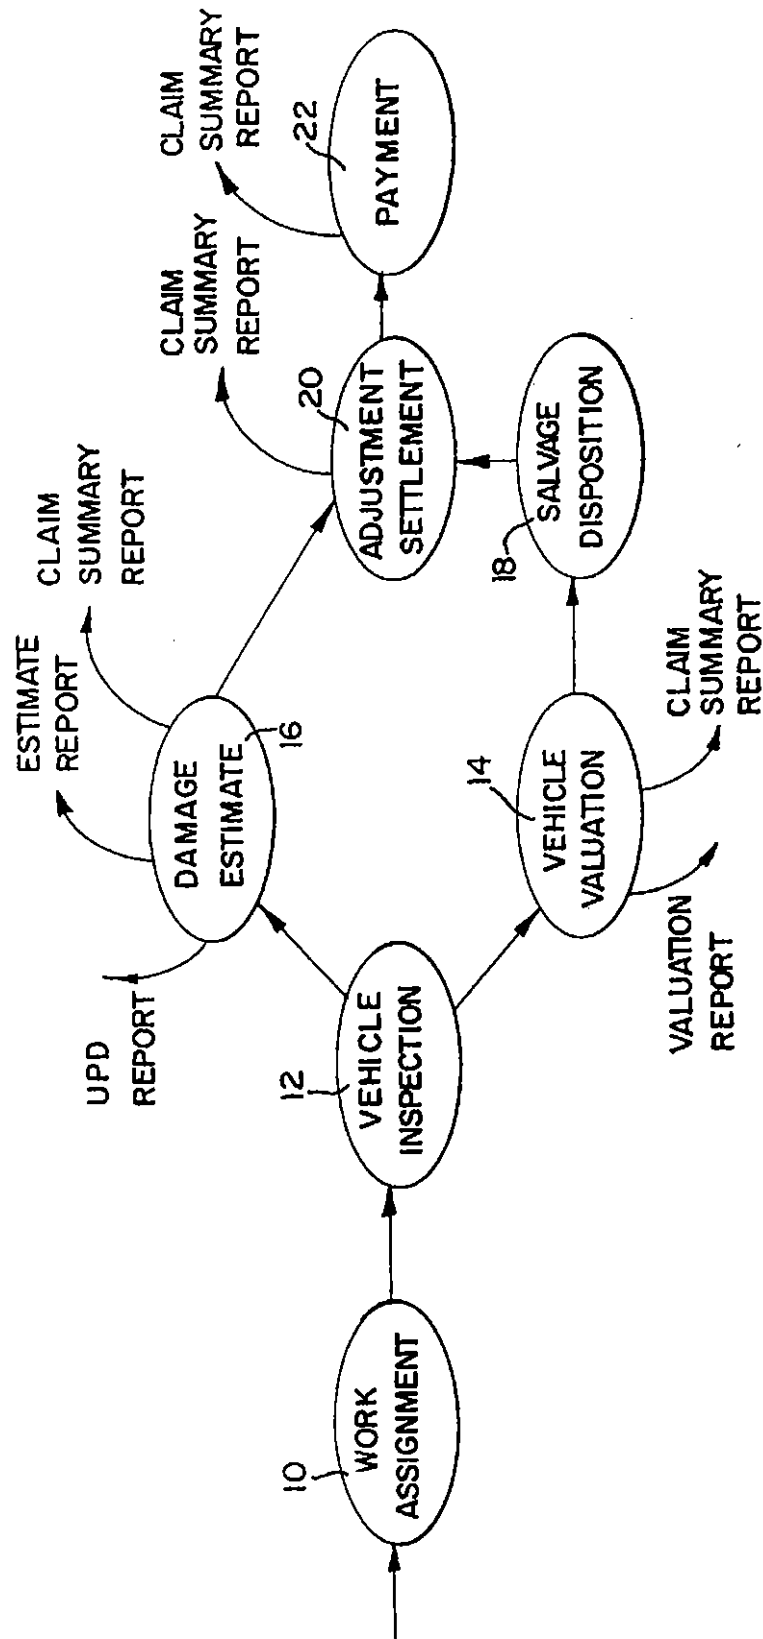 10
WORK
ASSIGNMENT
12
VEHICLE
INSPECTION
UPD
REPORT
ESTIMATE
REPORT
CLAIM
SUMMARY
REPORT
DAMAGE
ESTIMATE
16
14
VEHICLE
VALUATION
VALUATION
REPORT
CLAIM
SUMMARY
REPORT
18
SALVAGE
DISPOSITION
20
ADJUSTMENT
SETTLEMENT
CLAIM
SUMMARY
REPORT
22
PAYMENT
CLAIM
SUMMARY
REPORT